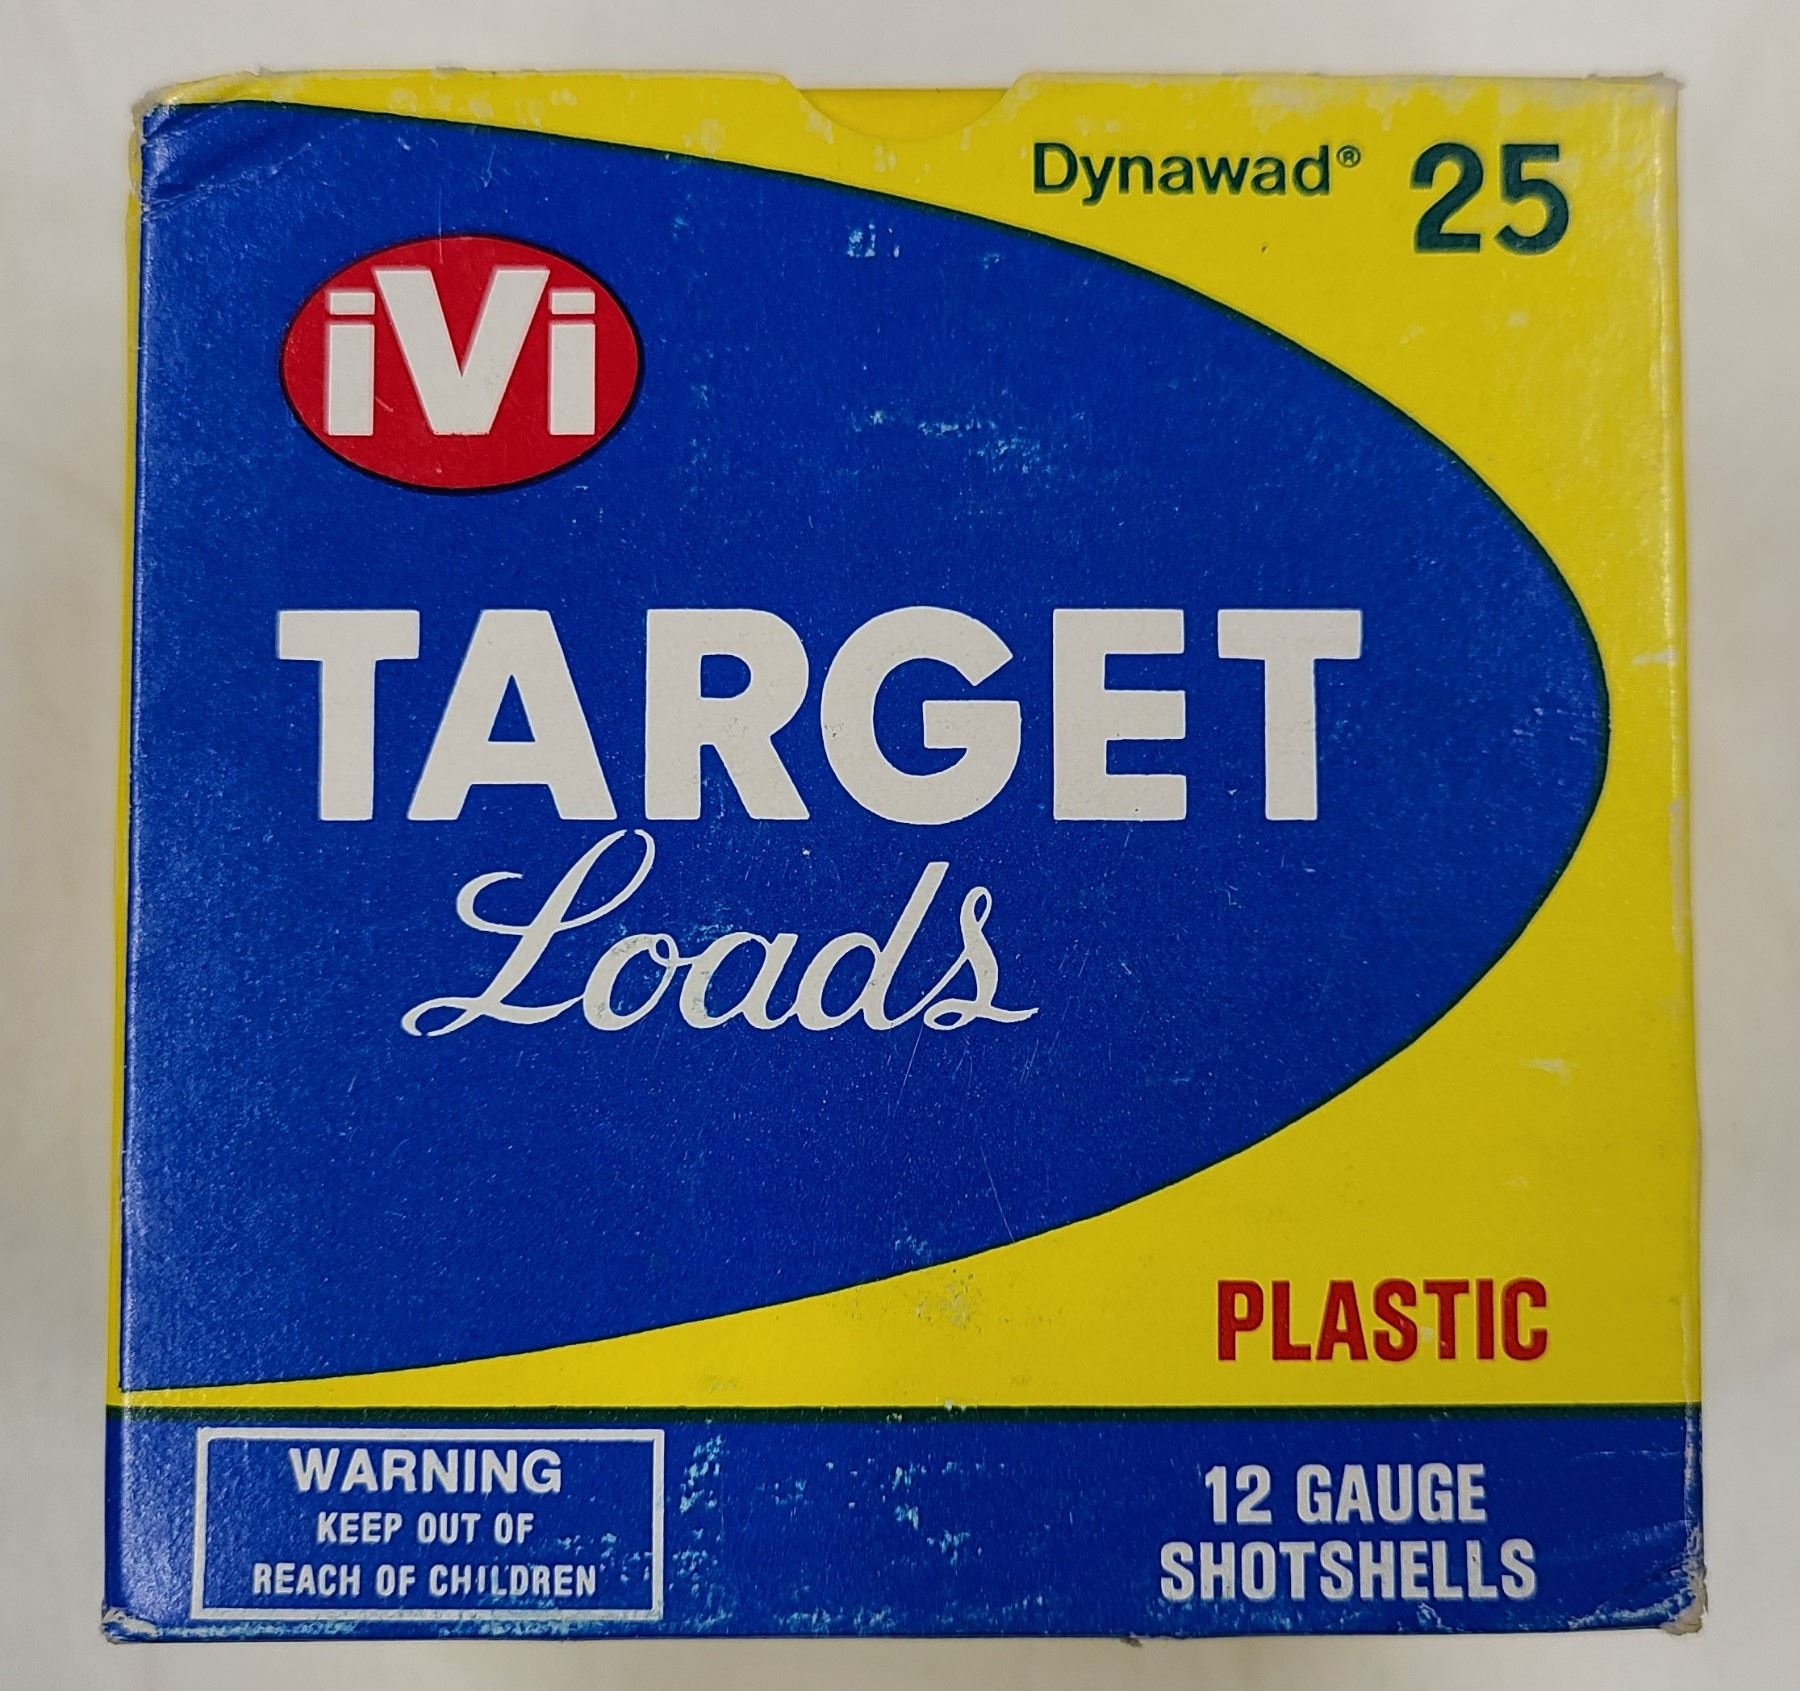 Dynawad® 25
iVi
TARGET
Loads
PLASTIC
WARNING
KEEP OUT OF
REACH OF CHILDREN
12 GAUGE
SHOTSHELLS